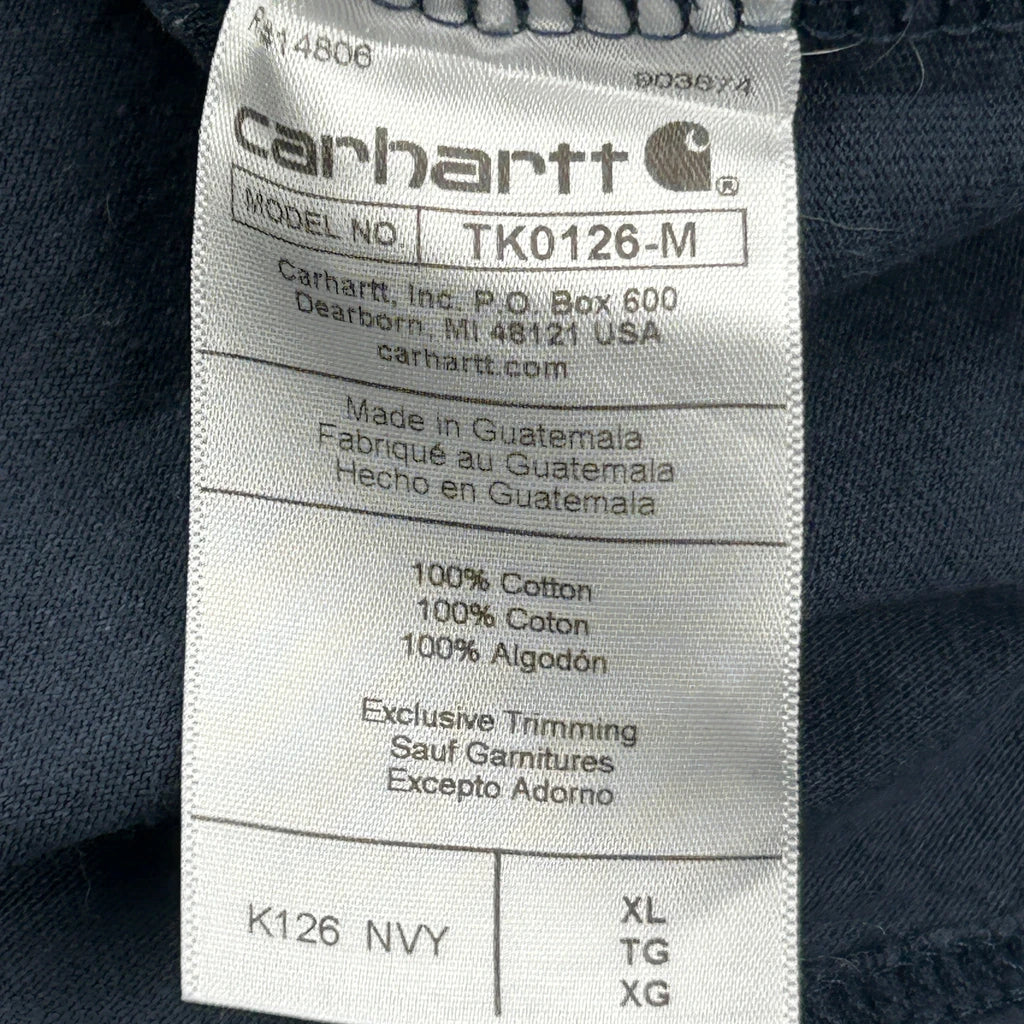 14806
903874
carhartt ®
MODEL NO TK0126-M
Carhartt, Inc. P.O. Box 600
Dearborn, MI 48121 USA
carhartt.com
Made in Guatemala
Fabriqué au Guatemala
Hecho en Guatemala
100% Cotton
100% Coton
100% Algodón
Exclusive Trimming
Sauf Garnitures
Excepto Adorno
K126 NVY
XL
TG
XG